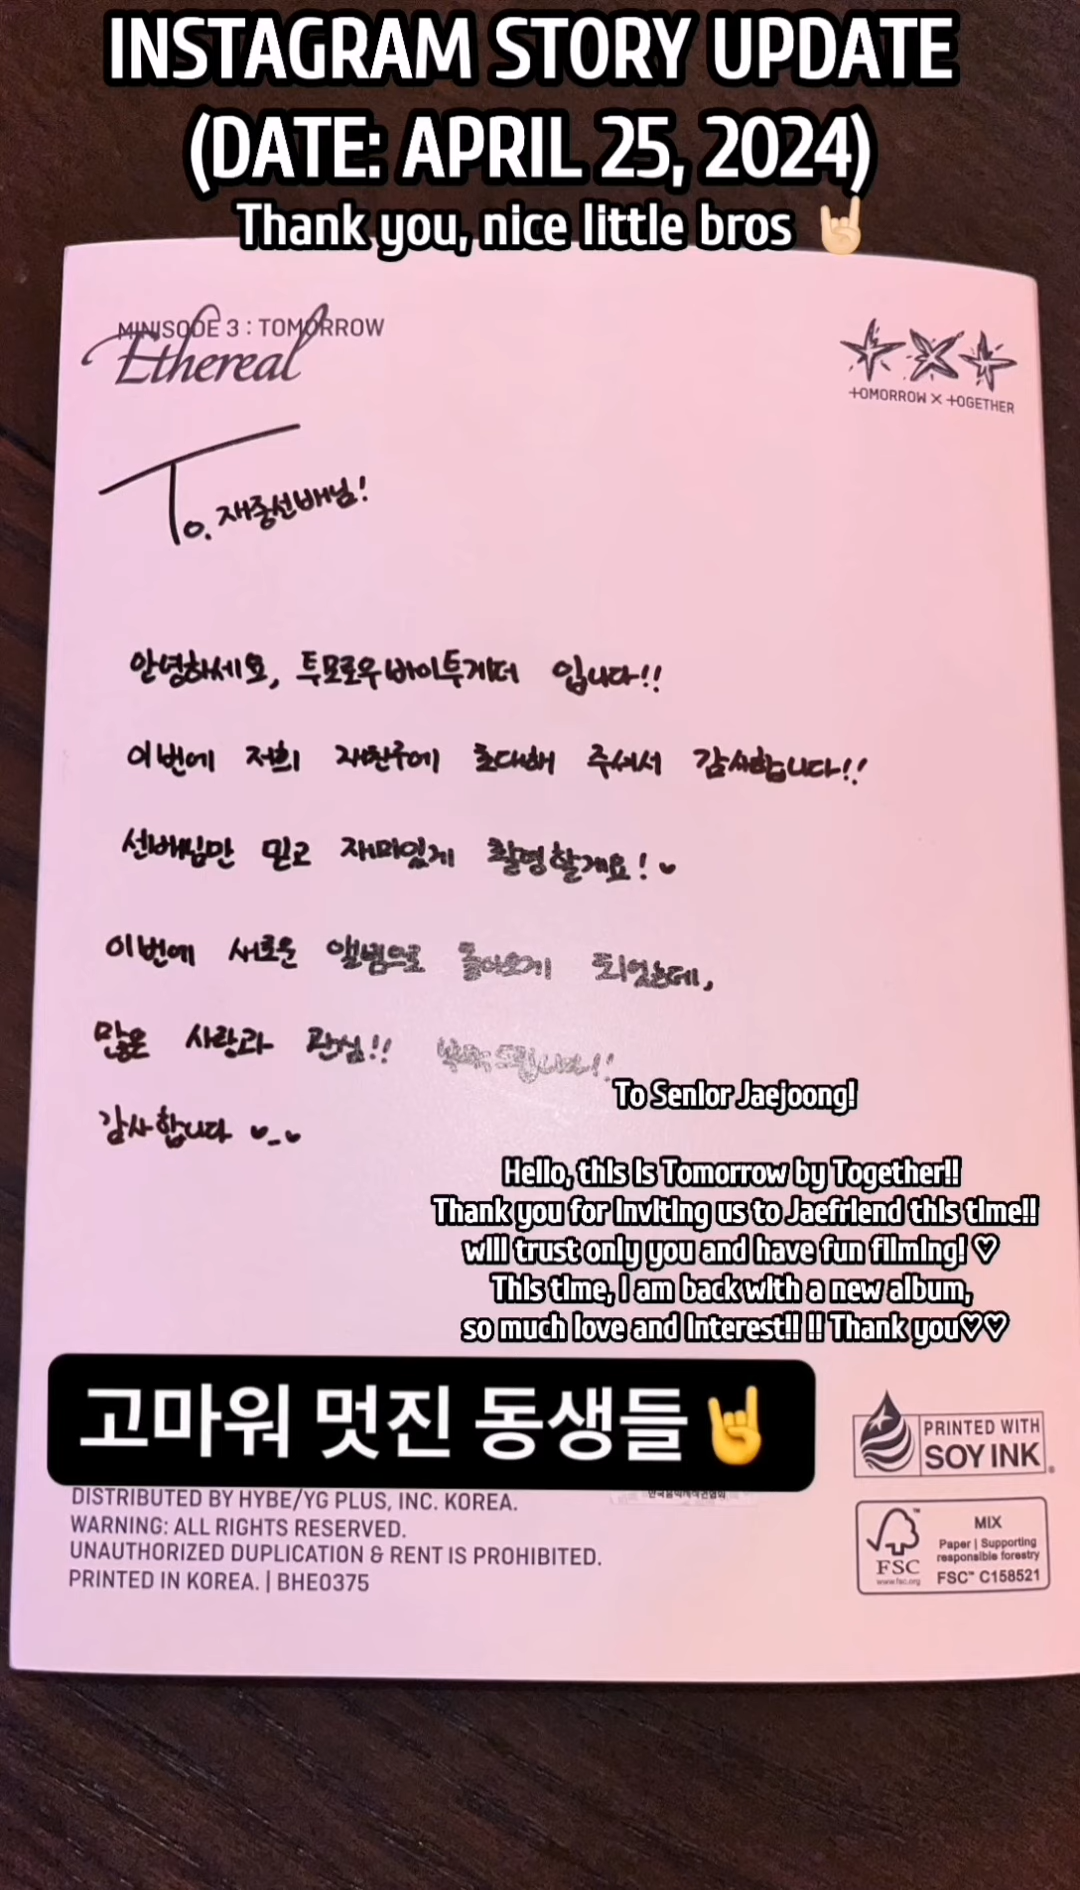 INSTAGRAM STORY UPDATE
(DATE: APRIL 25, 2024)
Thank you, nice little bros 🤘🏻
MINISODE 3 : TOMORROW
Ethereal
TOMORROW X TOGETHER
To. 재중선배님!
안녕하세요, 투모로우바이투게더 입니다!!
이번에 저희 재친구에 초대해 주셔서 감사합니다!!
선배님만 믿고 재미있게 촬영할게요! ♥
이번에 새로운 앨범으로 돌아오게 되었는데,
많은 사랑과 관심!! 부탁드립니다!!
감사합니다 ♥_♥
To Senior Jaejoong!
Hello, this is Tomorrow by Together!!
Thank you for inviting us to Jaefriend this time!!
will trust only you and have fun filming! ♡
This time, I am back with a new album,
so much love and interest!! !! Thank you♡♡
고마워 멋진 동생들🤘
PRINTED WITH
SOY INK
DISTRIBUTED BY HYBE/YG PLUS, INC. KOREA.
WARNING: ALL RIGHTS RESERVED.
UNAUTHORIZED DUPLICATION & RENT IS PROHIBITED.
PRINTED IN KOREA. | BHE0375
FSC
www.fsc.org
MIX
Paper | Supporting
responsible forestry
FSC™ C158521